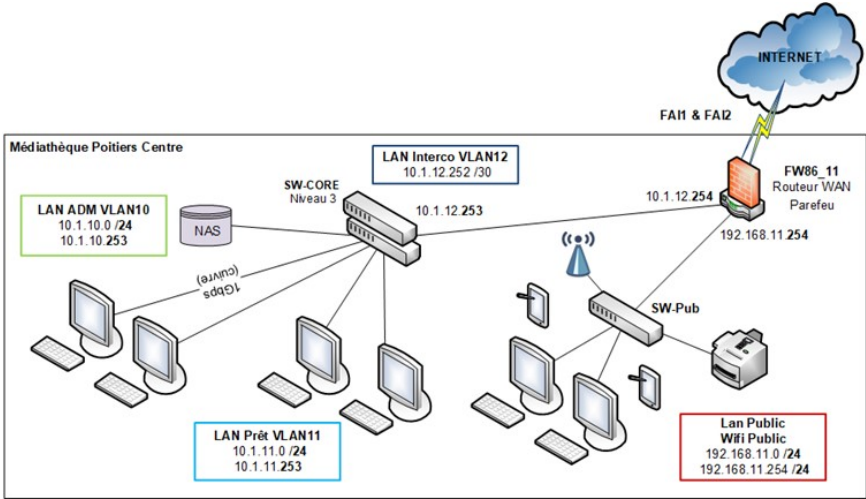 INTERNET
FAI1 & FAI2
Médiathèque Poitiers Centre
LAN Interco VLAN12
10.1.12.252 /30
FW86_11
Routeur WAN
Parefeu
SW-CORE
Niveau 3
10.1.12.254
LAN ADM VLAN10
10.1.10.0 /24
10.1.10.253
NAS
10.1.12.253
192.168.11.254
1Gbps
(cuivre)
SW-Pub
LAN Prêt VLAN11
10.1.11.0 /24
10.1.11.253
Lan Public
Wifi Public
192.168.11.0 /24
192.168.11.254 /24